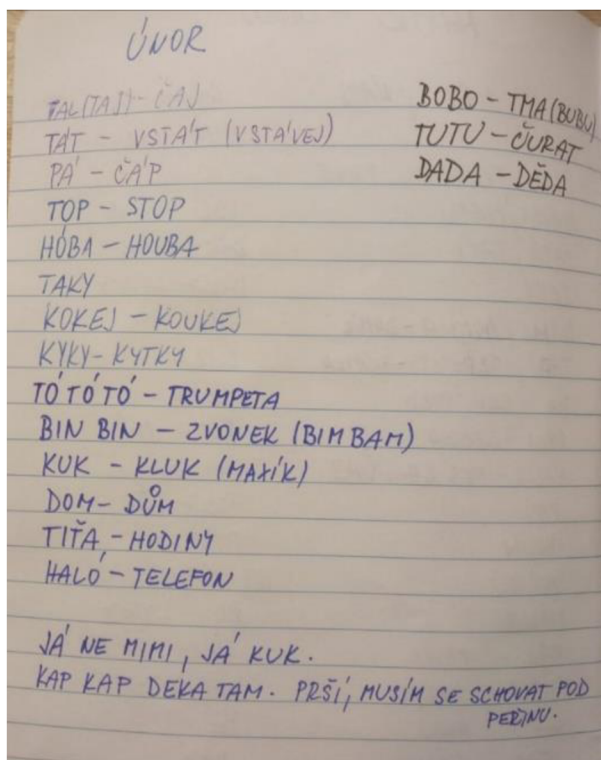 ÚNOR
TAL(TAJ) - ČAJ
TÁT - VSTÁT (VSTÁVEJ)
PÁ - ČÁP
TOP - STOP
HÓBA - HOUBA
TAKY
KOKEJ - KOUKEJ
KYKY - KYTKY
TÓ TÓ TÓ - TRUMPETA
BIN BIN - ZVONEK (BIM BAM)
KUK - KLUK (MAXÍK)
DOM - DŮM
TIŤA - HODINY
HALÓ - TELEFON
BOBO - TMA (BUBU)
TUTU - ČURAT
DADA - DĚDA
JÁ NE MIMI, JÁ KUK.
KAP KAP DEKA TAM. PRŠÍ, MUSÍM SE SCHOVAT POD
PEŘINU.